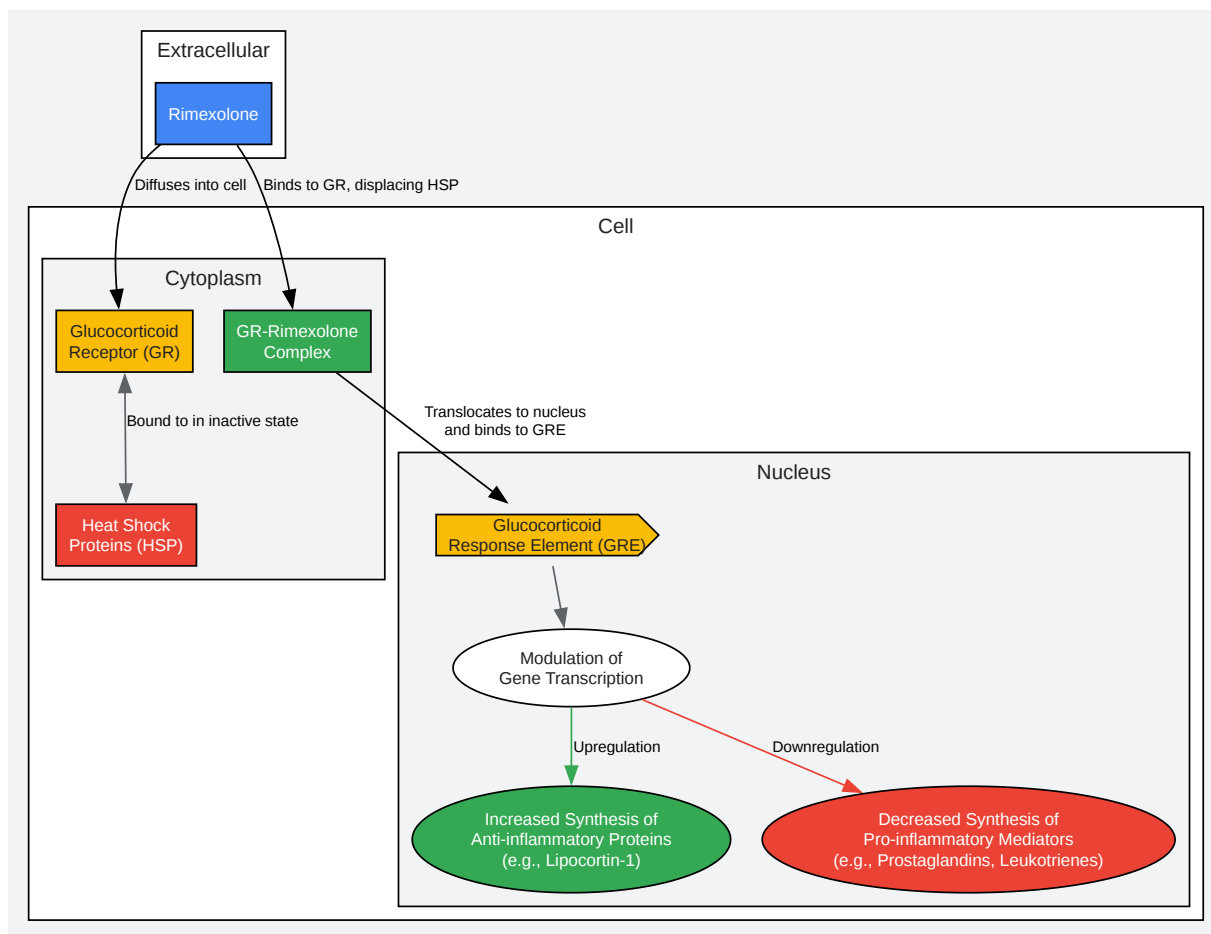 Extracellular
Rimexolone
Diffuses into cell
Binds to GR, displacing HSP
Cell
Cytoplasm
Glucocorticoid
Receptor (GR)
GR-Rimexolone
Complex
Bound to in inactive state
Translocates to nucleus
and binds to GRE
Heat Shock
Proteins (HSP)
Nucleus
Glucocorticoid
Response Element (GRE)
Modulation of
Gene Transcription
Upregulation
Downregulation
Increased Synthesis of
Anti-inflammatory Proteins
(e.g., Lipocortin-1)
Decreased Synthesis of
Pro-inflammatory Mediators
(e.g., Prostaglandins, Leukotrienes)